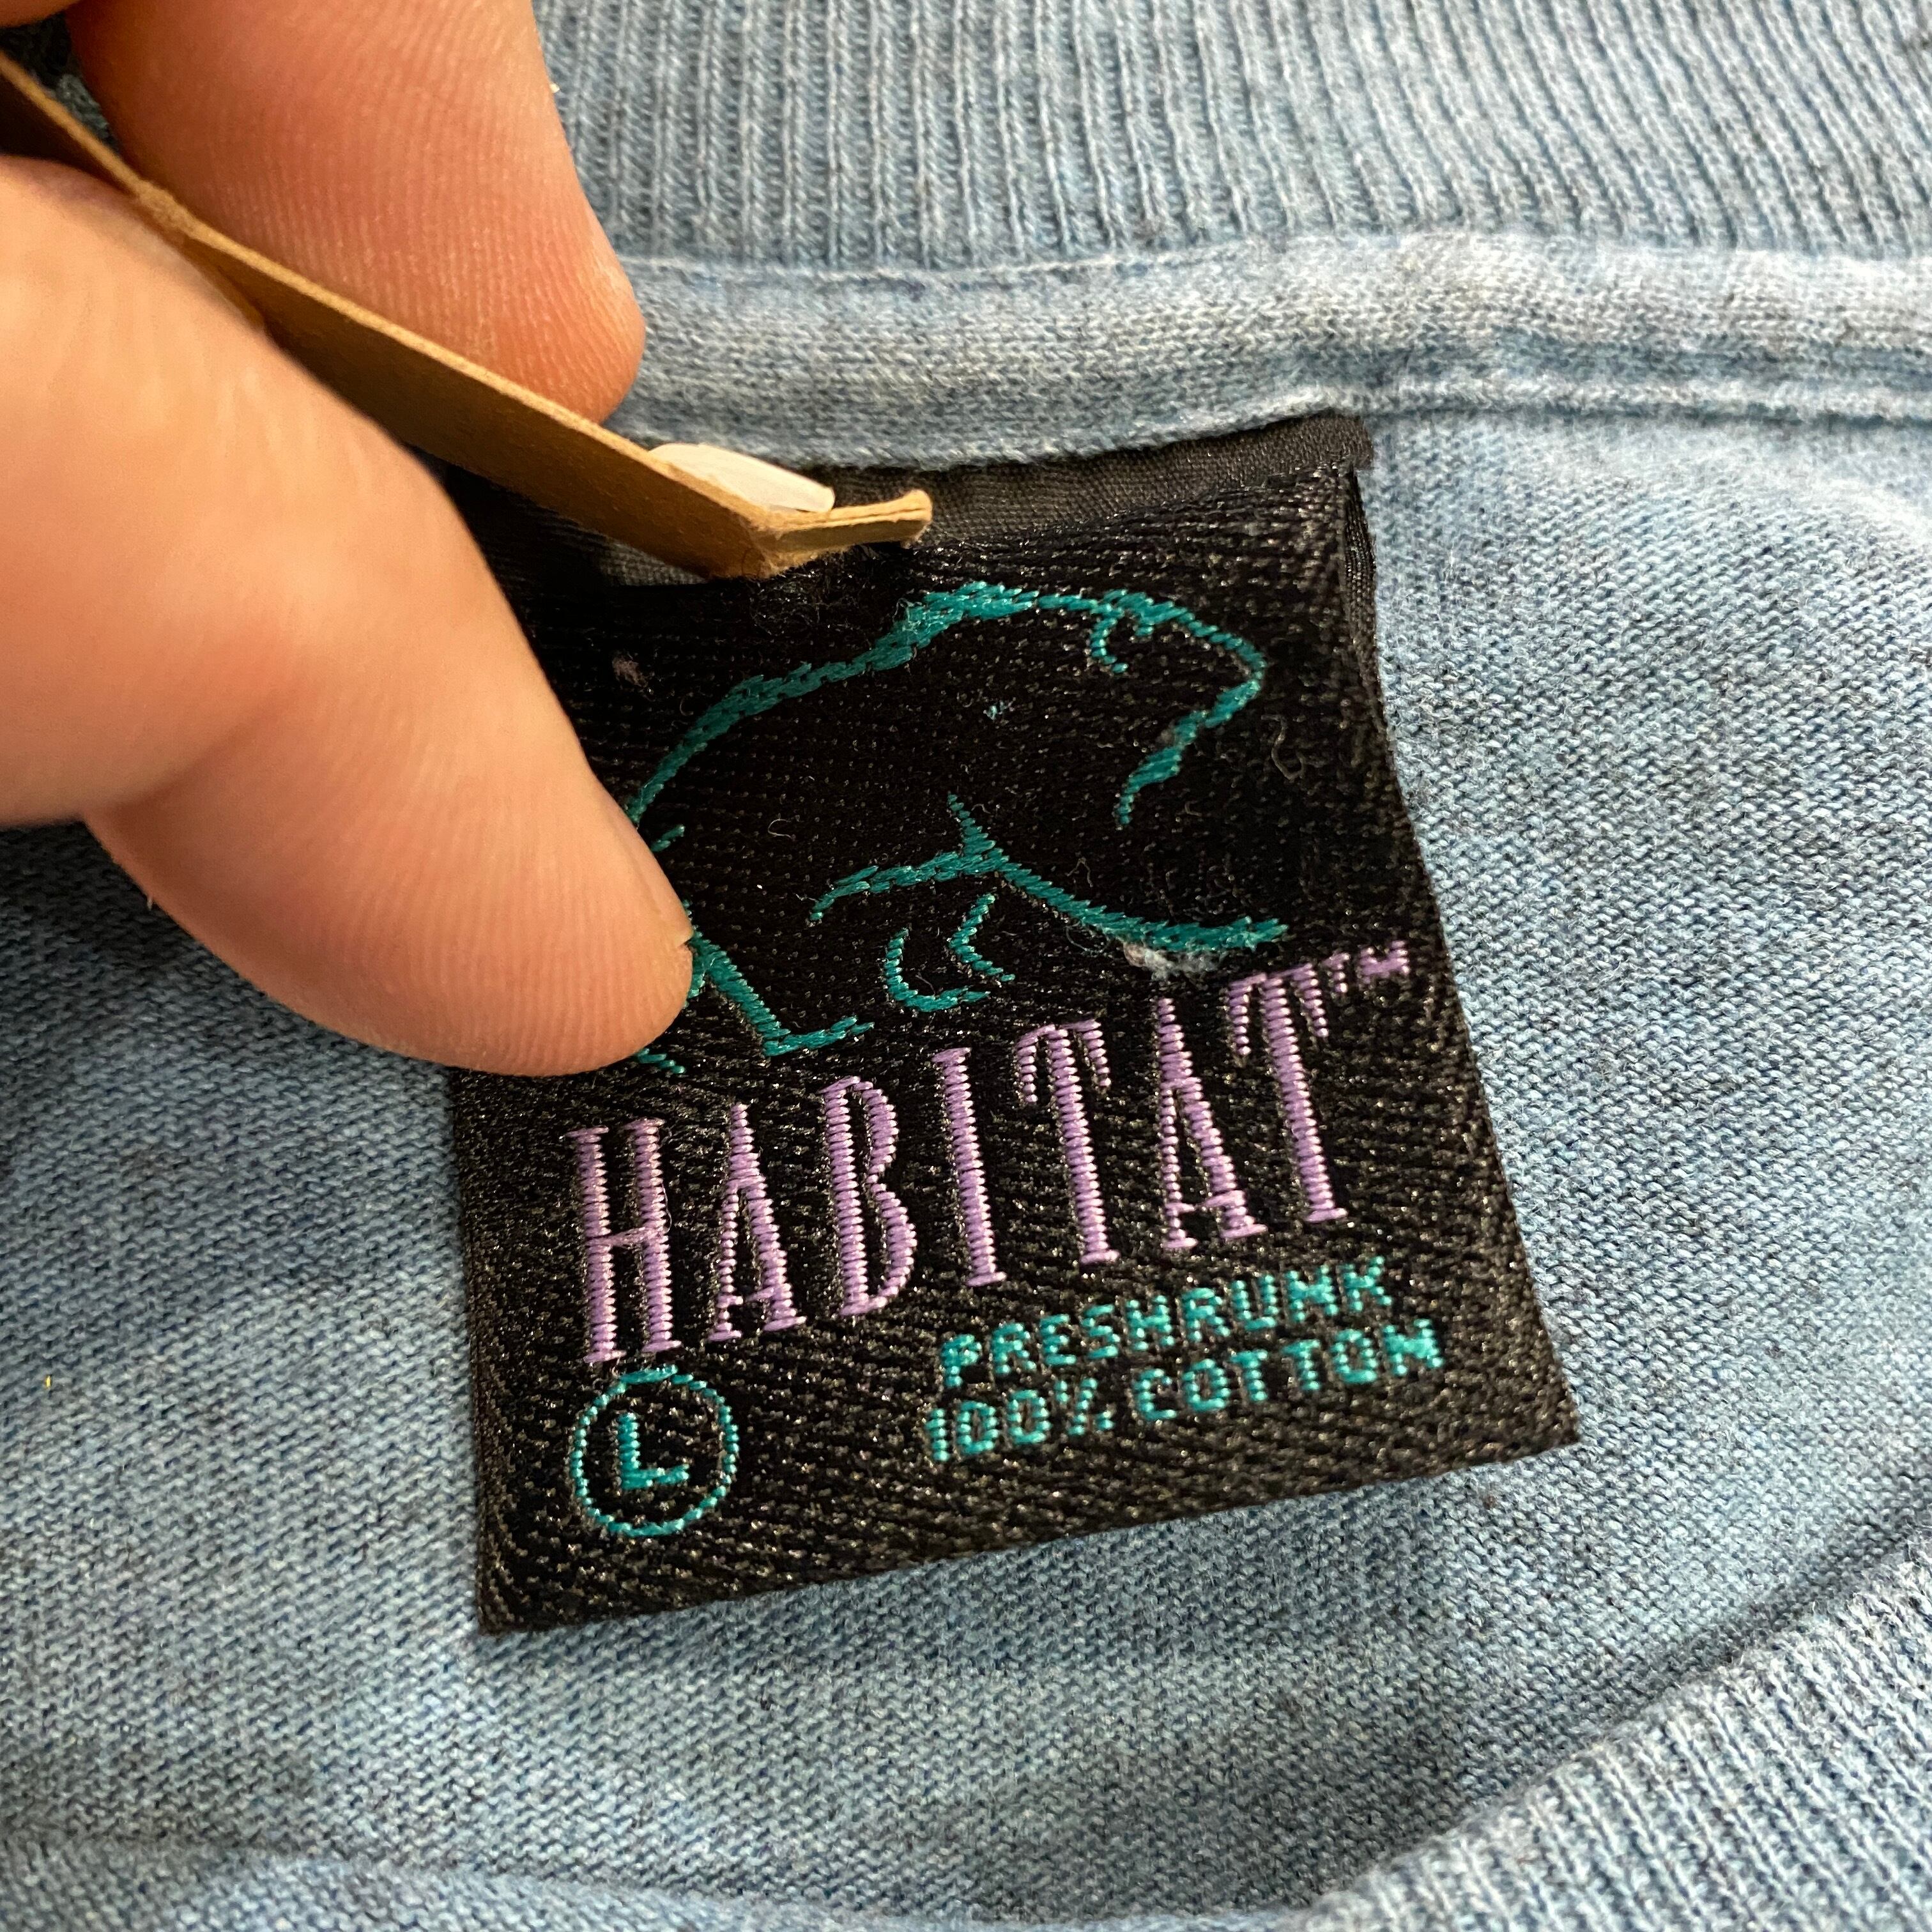 HABITAT™
PRESHRUNK
100% COTTON
L